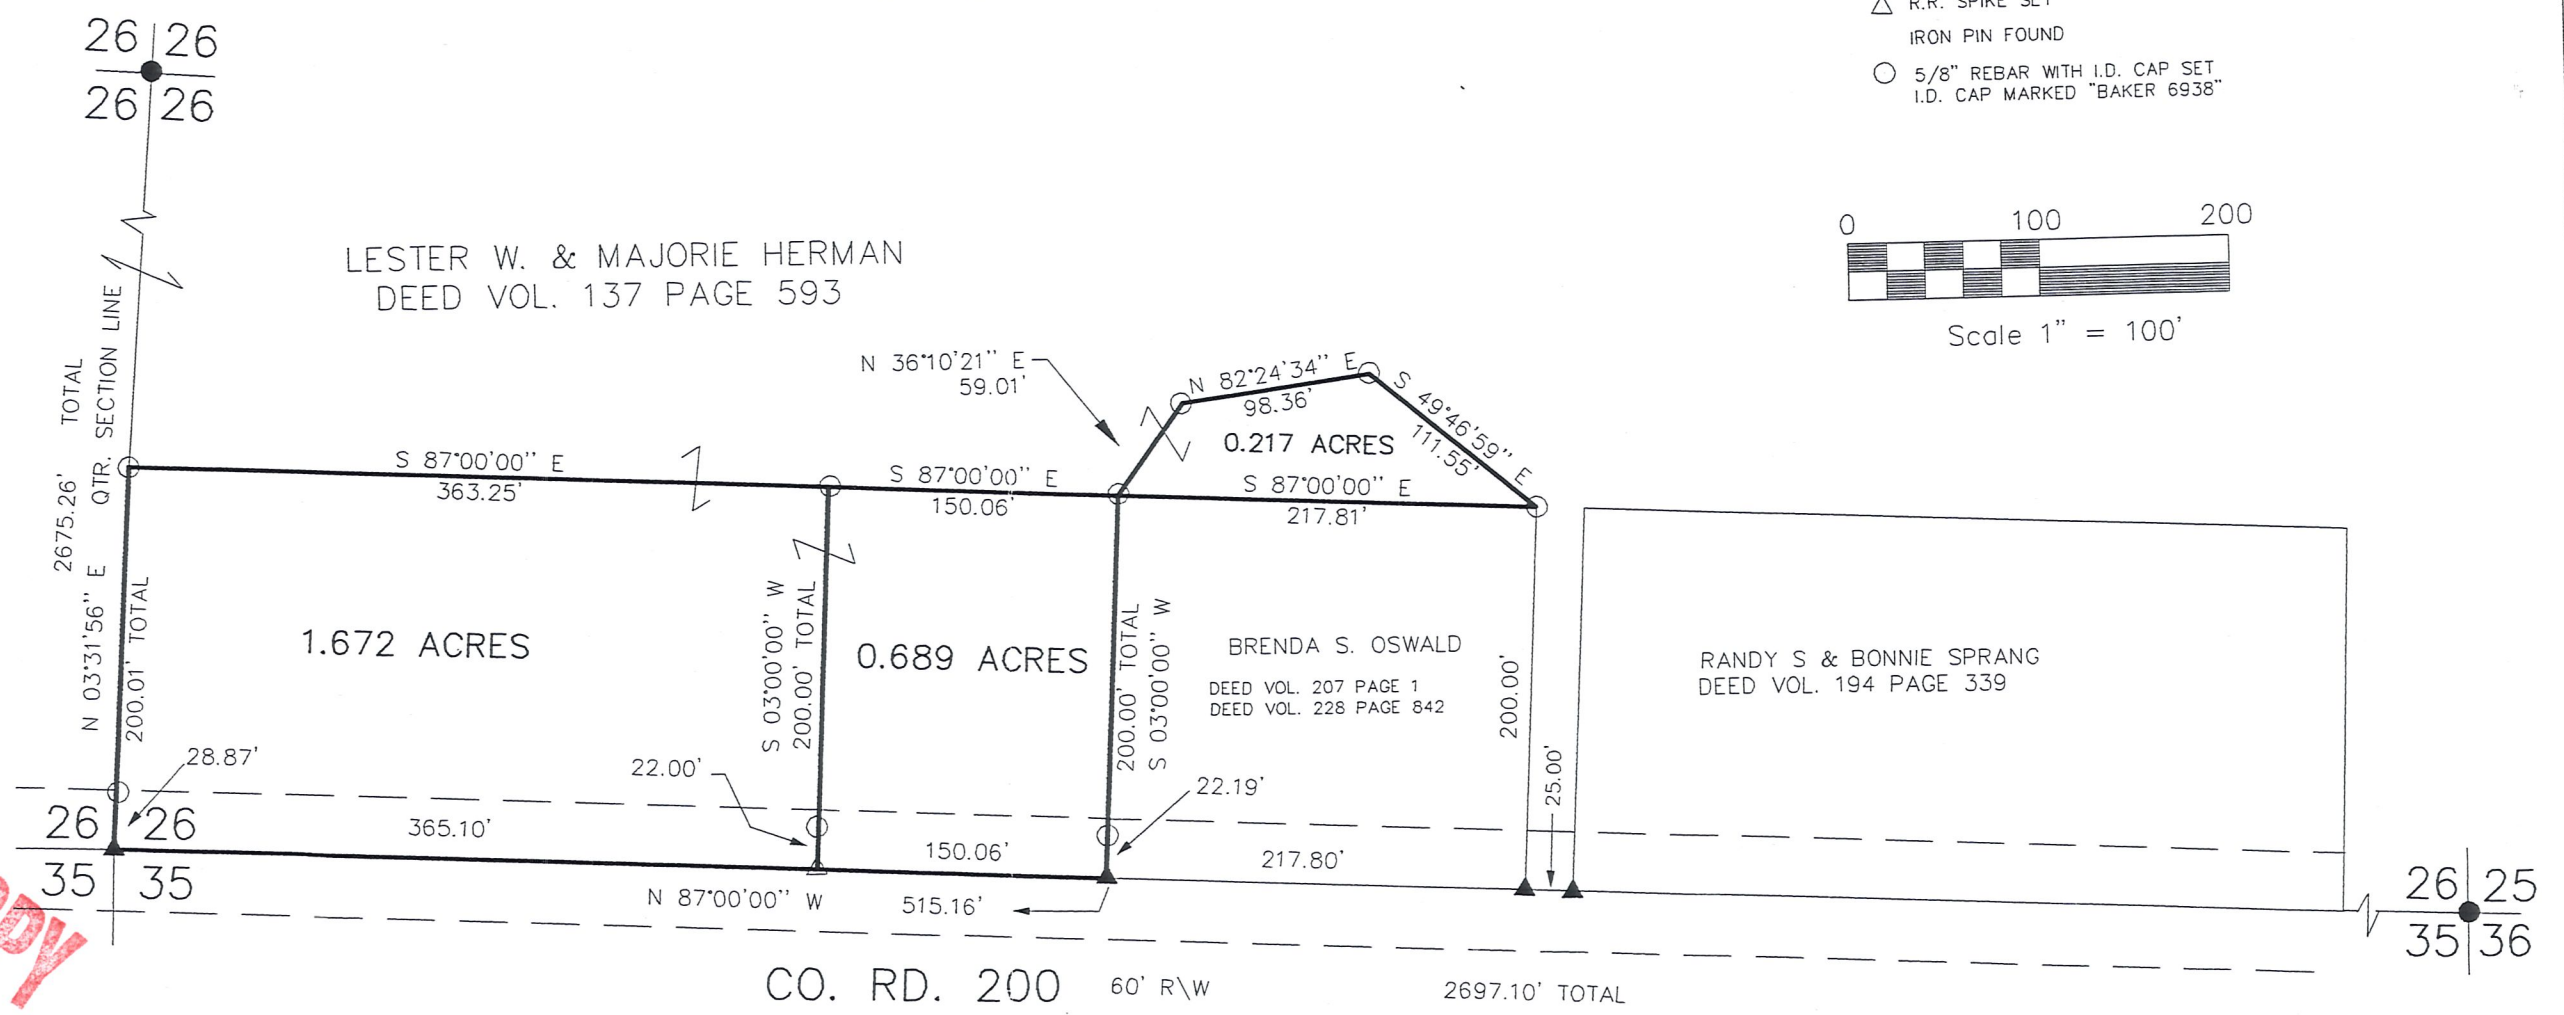 △ R.R. SPIKE SET
IRON PIN FOUND
○ 5/8" REBAR WITH I.D. CAP SET
I.D. CAP MARKED "BAKER 6938"
26 26
26 26
0 100 200
Scale 1" = 100'
LESTER W. & MAJORIE HERMAN
DEED VOL. 137 PAGE 593
2675.26' TOTAL
QTR. SECTION LINE
N 03°31'56" E
200.01' TOTAL
N 36°10'21" E
59.01'
N 82°24'34" E
98.36'
S 49°46'59" E
111.55'
0.217 ACRES
S 87°00'00" E
363.25'
S 87°00'00" E
150.06'
S 87°00'00" E
217.81'
1.672 ACRES
S 03°00'00" W
200.00' TOTAL
0.689 ACRES
200.00' TOTAL
S 03°00'00" W
BRENDA S. OSWALD
DEED VOL. 207 PAGE 1
DEED VOL. 228 PAGE 842
200.00'
25.00'
RANDY S & BONNIE SPRANG
DEED VOL. 194 PAGE 339
28.87'
22.00'
22.19'
26 26
35 35
365.10'
150.06'
217.80'
N 87°00'00" W 515.16'
26 25
35 36
CO. RD. 200 60' R\W
2697.10' TOTAL